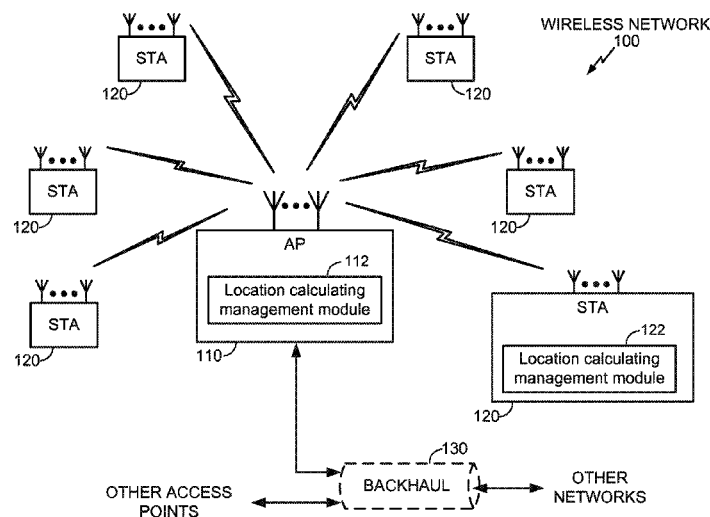 WIRELESS NETWORK
100
STA
120
STA
120
STA
120
STA
120
AP
112
Location calculating
management module
110
STA
120
STA
122
Location calculating
management module
120
130
BACKHAUL
OTHER ACCESS
POINTS
OTHER
NETWORKS